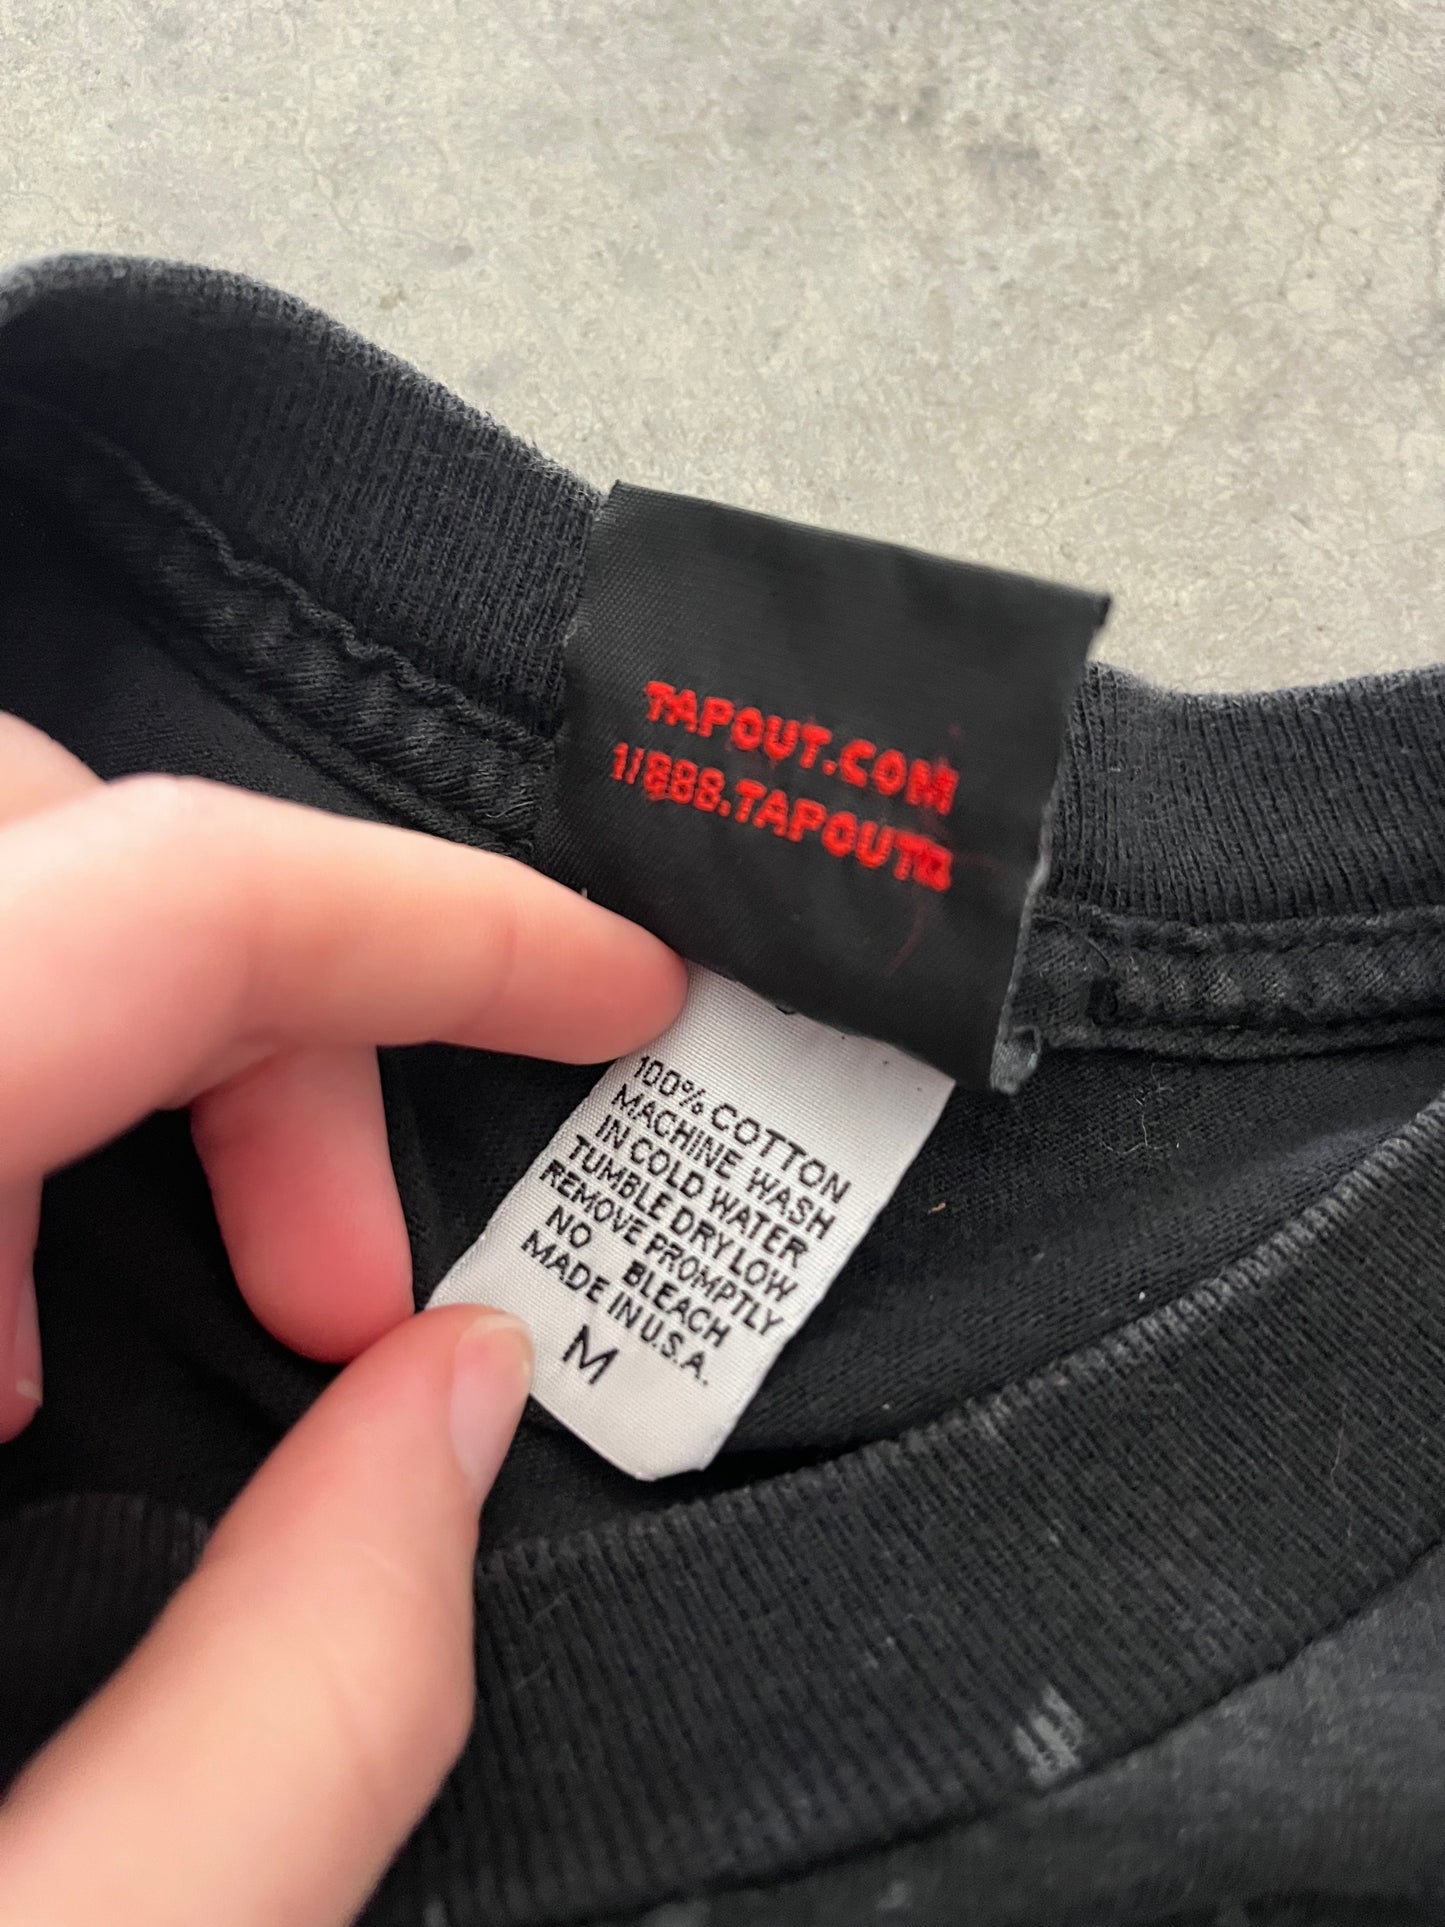 TAPOUT.COM
1/888.TAPOUT
100% COTTON
MACHINE WASH
IN COLD WATER
TUMBLE DRY LOW
REMOVE PROMPTLY
NO BLEACH
MADE IN U.S.A.
M